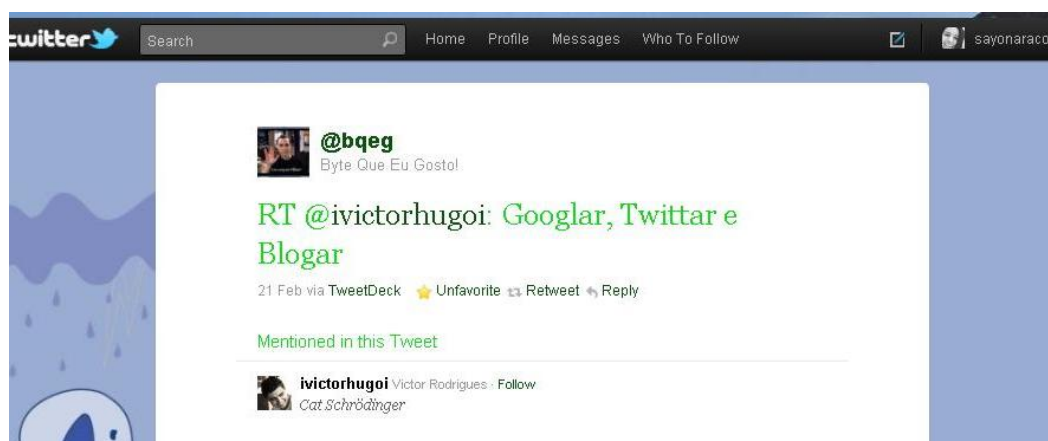 twitter
Search Home Profile Messages Who To Follow sayonaraco
@bqeg
Byte Que Eu Gosto!
RT @ivictorhugoi: Googlar, Twittar e
Blogar
21 Feb via TweetDeck Unfavorite Retweet Reply
Mentioned in this Tweet
ivictorhugoi Victor Rodrigues · Follow
Cat Schrödinger